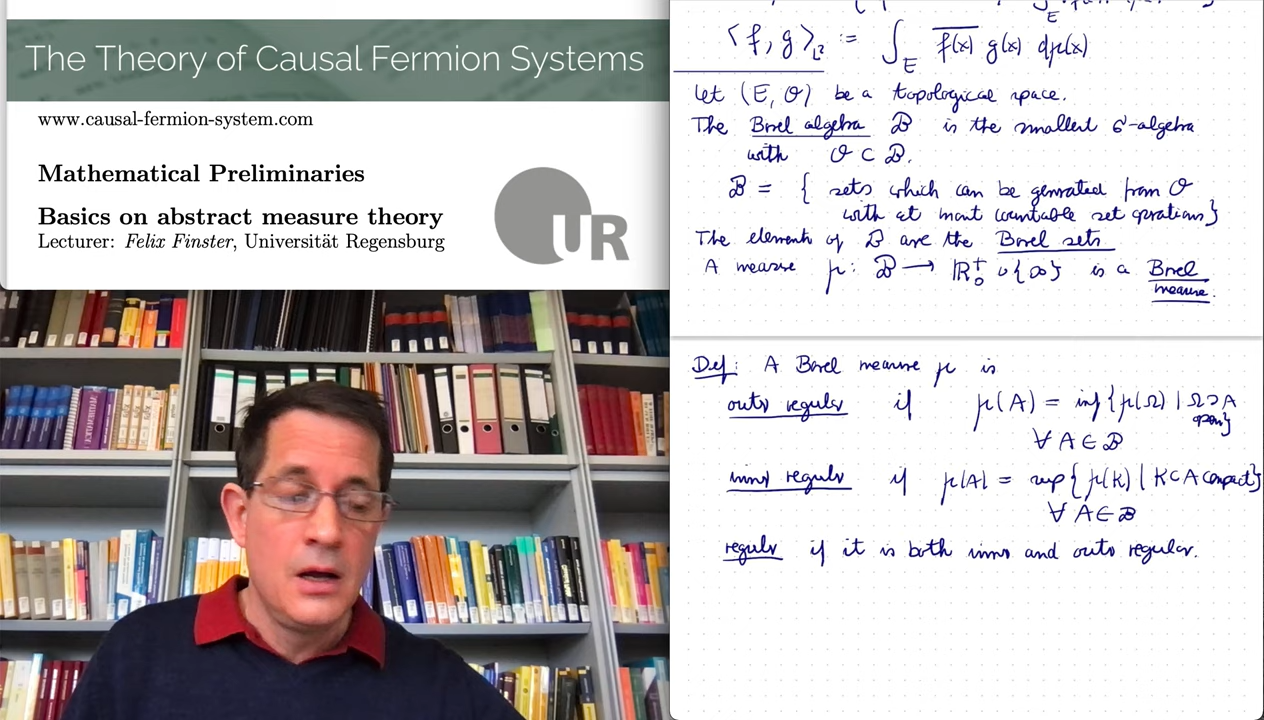 The Theory of Causal Fermion Systems
www.causal-fermion-system.com
Mathematical Preliminaries
Basics on abstract measure theory
Lecturer: Felix Finster, Universität Regensburg
UR
⟨f, g⟩_{L²} := ∫_E \overline{f(x)} g(x) dμ(x)
Let (E, O) be a topological space.
The Borel algebra B is the smallest σ-algebra
with O ⊂ B.
B = { sets which can be generated from O
with at most countable set operations }
The elements of B are the Borel sets
A measure μ: B → ℝ₀⁺ ∪ {∞} is a Borel
measure.
Def: A Borel measure μ is
outer regular if μ(A) = inf { μ(Ω) | Ω ⊃ A
open}
∀ A ∈ B
inner regular if μ(A) = sup { μ(K) | K ⊂ A compact}
∀ A ∈ B
regular if it is both inner and outer regular.